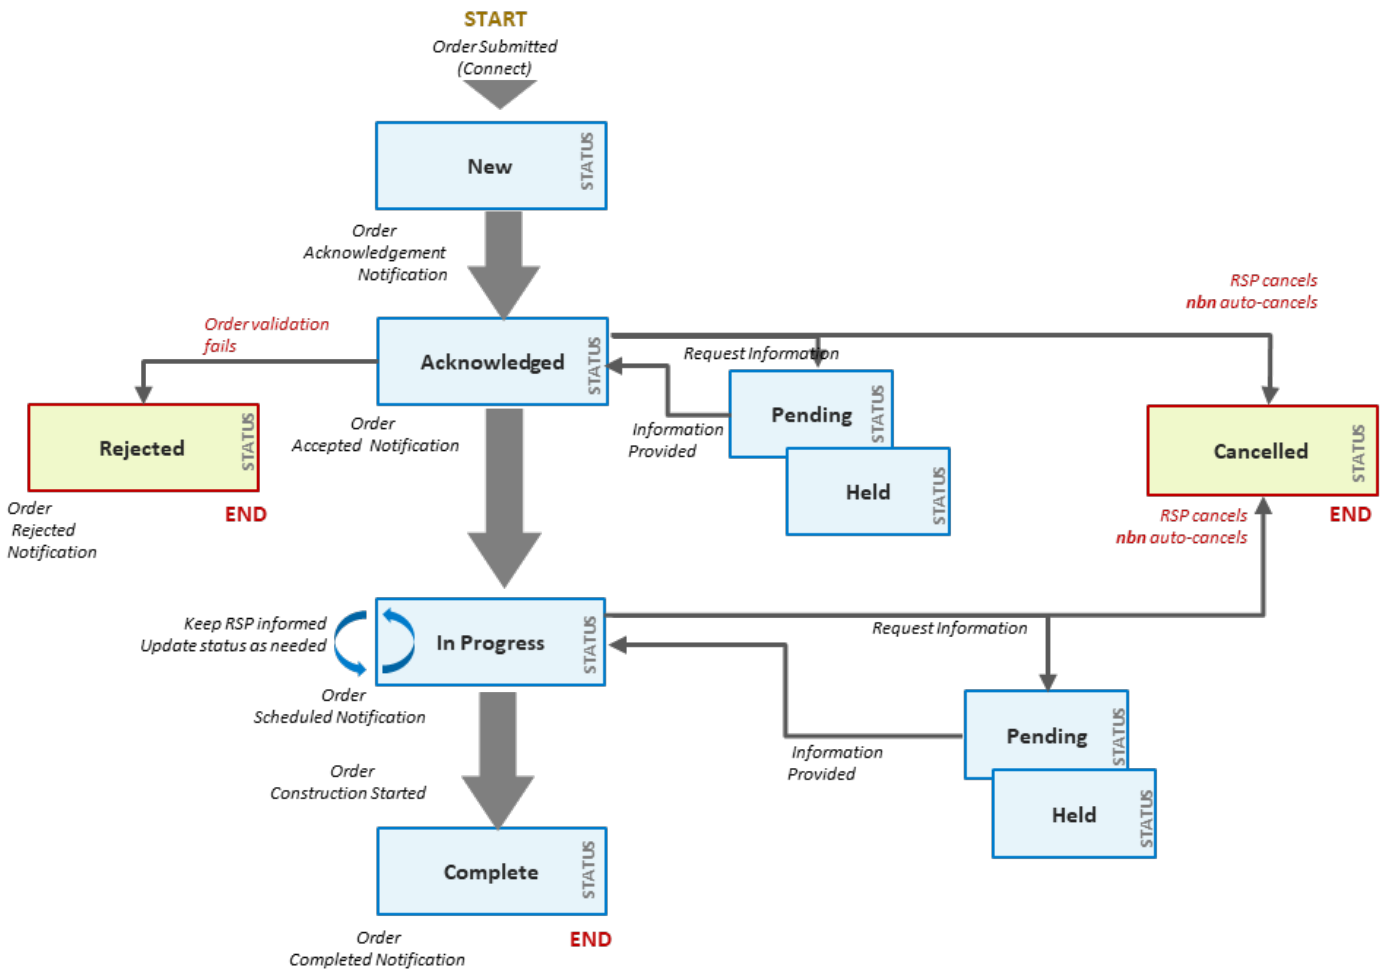 START
Order Submitted
(Connect)
New
STATUS
Order
Acknowledgement
Notification
RSP cancels
nbn auto-cancels
Order validation
fails
Acknowledged
STATUS
Request Information
Pending
STATUS
Information
Provided
Held
STATUS
Rejected
STATUS
Order
Accepted Notification
Cancelled
STATUS
Order
Rejected
Notification
END
RSP cancels
nbn auto-cancels
END
Keep RSP informed
Update status as needed
In Progress
STATUS
Request Information
Order
Scheduled Notification
Pending
STATUS
Information
Provided
Held
STATUS
Order
Construction Started
Complete
STATUS
Order
Completed Notification
END